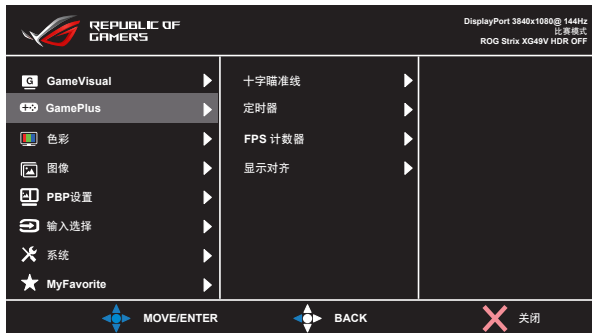 REPUBLIC OF
GAMERS
DisplayPort 3840x1080@ 144Hz
比赛模式
ROG Strix XG49V HDR OFF
G GameVisual
GamePlus
色彩
图像
PBP设置
输入选择
系统
MyFavorite
十字瞄准线
定时器
FPS 计数器
显示对齐
MOVE/ENTER
BACK
关闭